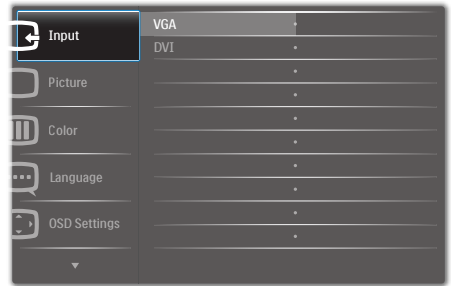 Input
Picture
Color
Language
OSD Settings
VGA
DVI